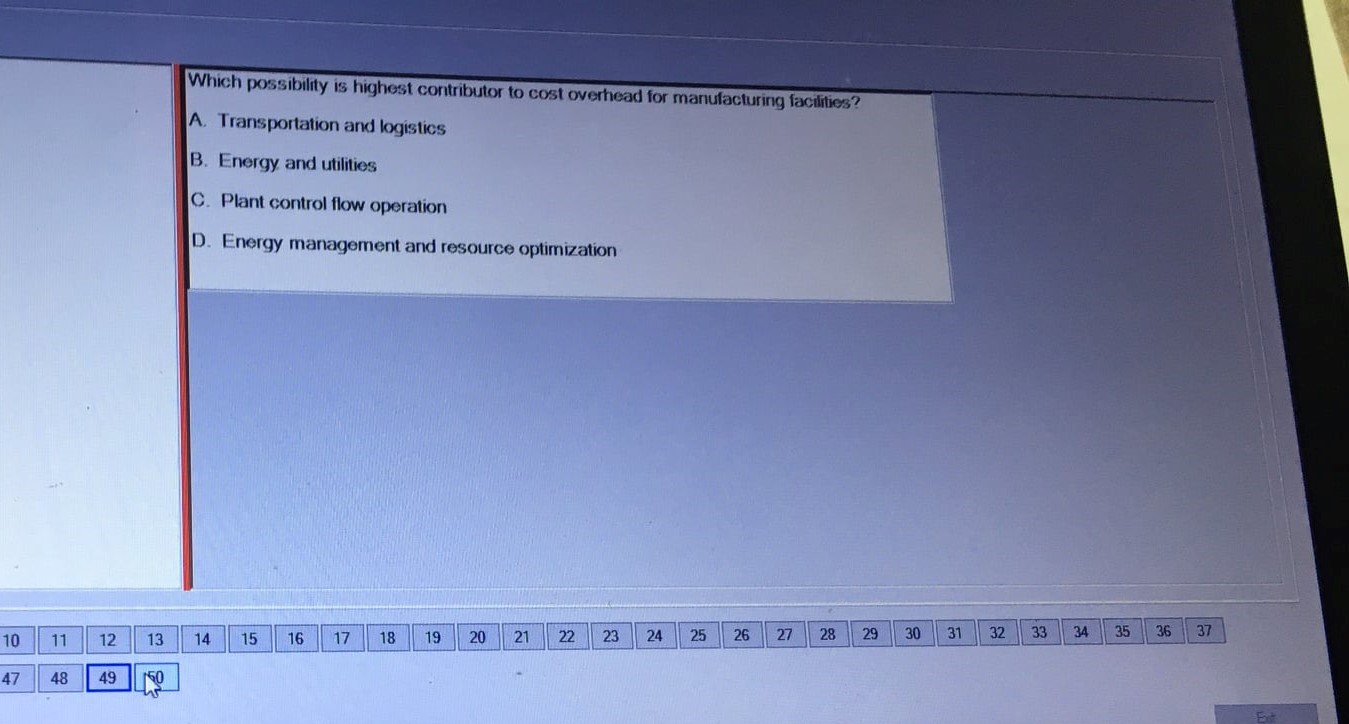 Which possibility is highest contributor to cost overhead for manufacturing facilities?
A. Transportation and logistics
B. Energy and utilities
C. Plant control flow operation
D. Energy management and resource optimization
10 11 12 13 14 15 16 17 18 19 20 21 22 23 24 25 26 27 28 29 30 31 32 33 34 35 36 37
47 48 49 50